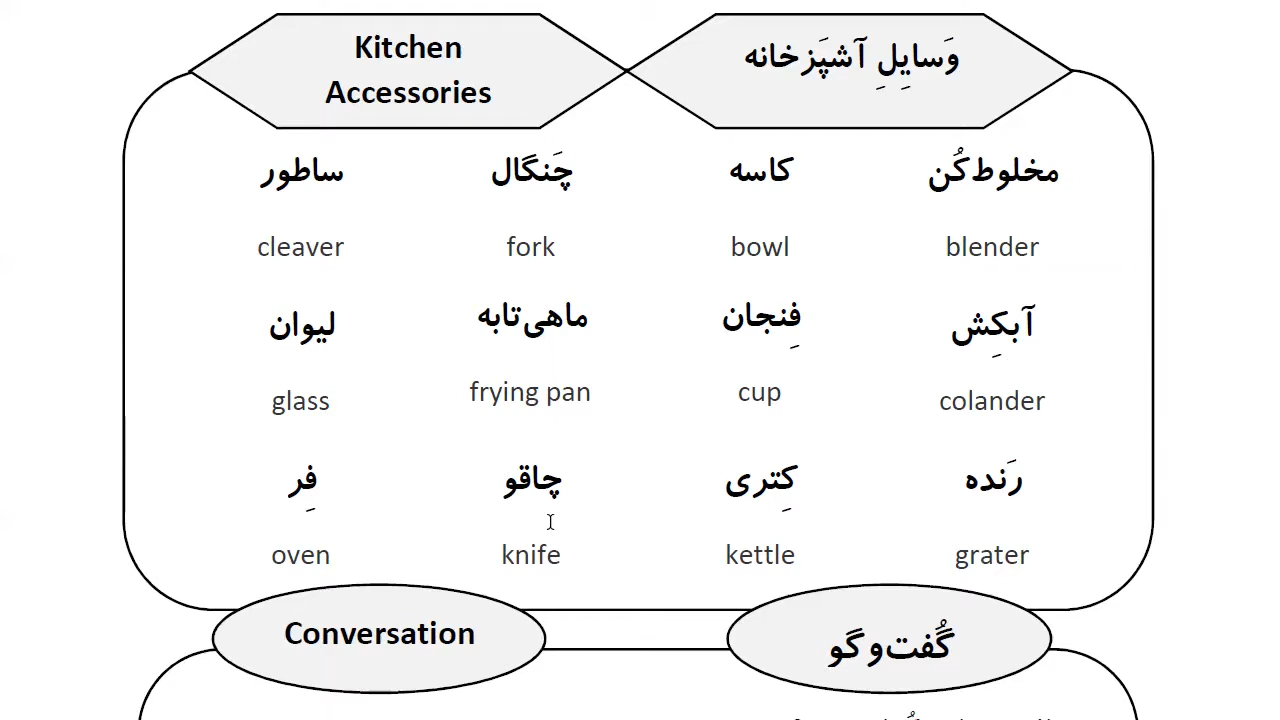 Kitchen
Accessories
وَسایِلِ آشپَزخانه
ساطور
چَنگال
کاسه
مخلوط‌کُن
cleaver
fork
bowl
blender
لیوان
ماهی‌تابه
فِنجان
آبکِش
glass
frying pan
cup
colander
فِر
چاقو
کِتری
رَنده
oven
knife
kettle
grater
Conversation
گُفت‌و‌گو